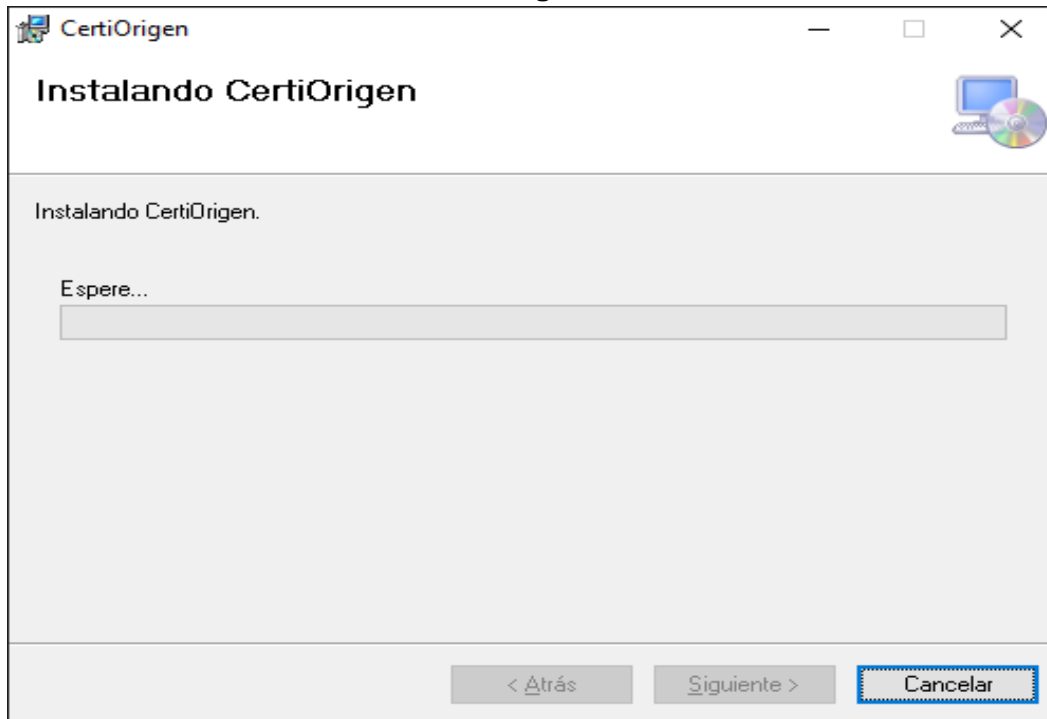 CertiOrigen
Instalando CertiOrigen
Instalando CertiOrigen.
Espere...
< Atrás
Siguiente >
Cancelar